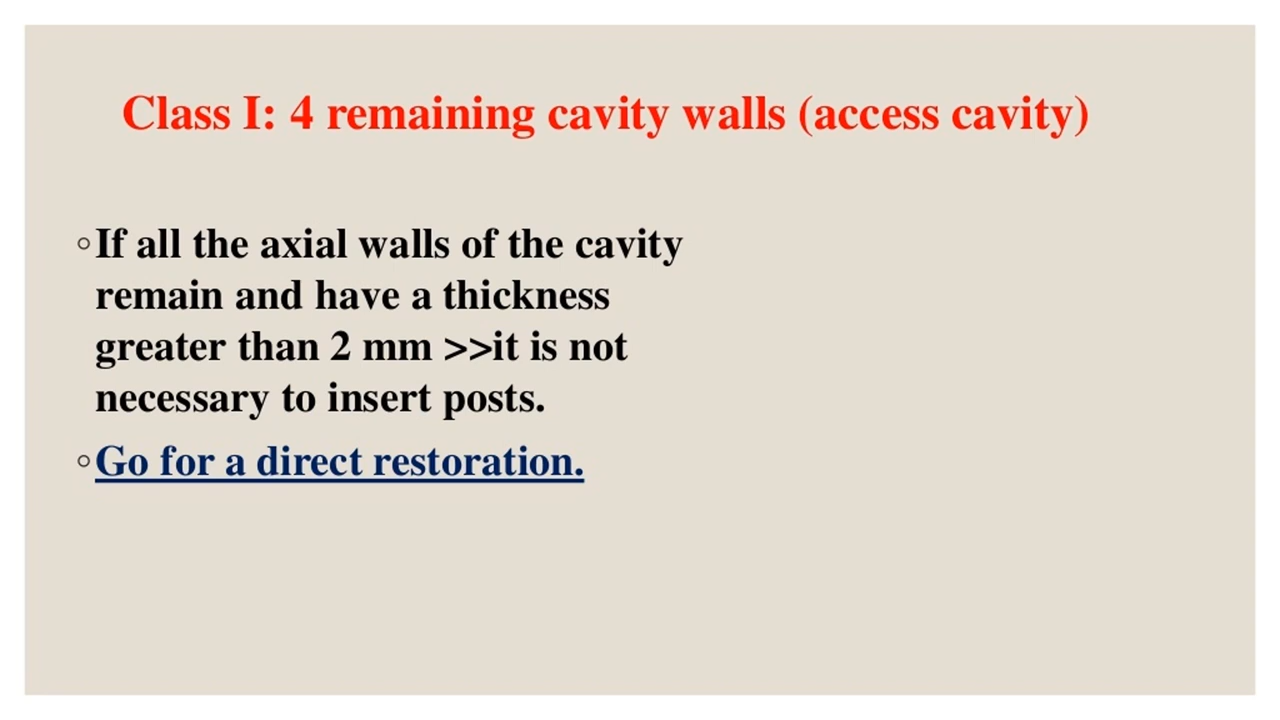 Class I: 4 remaining cavity walls (access cavity)
◦If all the axial walls of the cavity
remain and have a thickness
greater than 2 mm >>it is not
necessary to insert posts.
◦Go for a direct restoration.